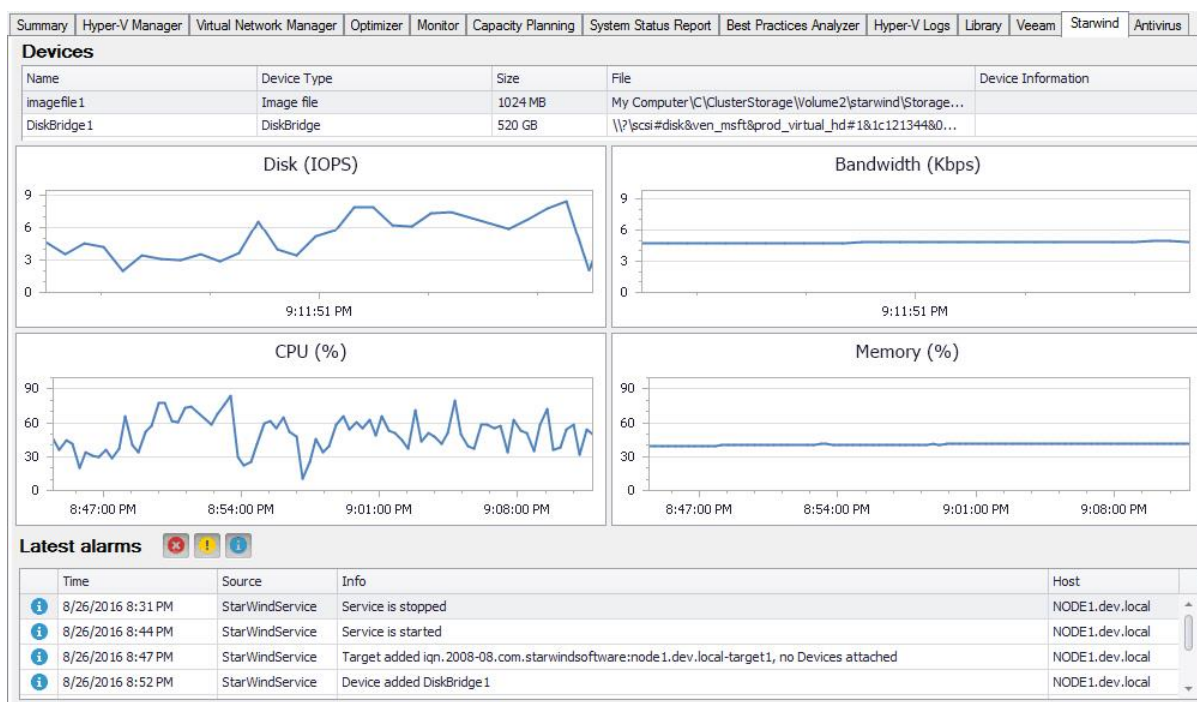 Summary Hyper-V Manager Virtual Network Manager Optimizer Monitor Capacity Planning System Status Report Best Practices Analyzer Hyper-V Logs Library Veeam Starwind Antivirus
Devices
Name Device Type Size File Device Information
imagefile1 Image file 1024 MB My Computer\C\ClusterStorage\Volume2\starwind\Storage...
DiskBridge1 DiskBridge 520 GB \\?\scsi#disk&ven_msft&prod_virtual_hd#1&1c121344&0...
Disk (IOPS)
9
6
3
0
9:11:51 PM
Bandwidth (Kbps)
9
6
3
0
9:11:51 PM
CPU (%)
90
60
30
0
8:47:00 PM 8:54:00 PM 9:01:00 PM 9:08:00 PM
Memory (%)
90
60
30
0
8:47:00 PM 8:54:00 PM 9:01:00 PM 9:08:00 PM
Latest alarms
Time Source Info Host
8/26/2016 8:31 PM StarWindService Service is stopped NODE1.dev.local
8/26/2016 8:44 PM StarWindService Service is started NODE1.dev.local
8/26/2016 8:47 PM StarWindService Target added iqn.2008-08.com.starwindsoftware:node1.dev.local-target1, no Devices attached NODE1.dev.local
8/26/2016 8:52 PM StarWindService Device added DiskBridge1 NODE1.dev.local